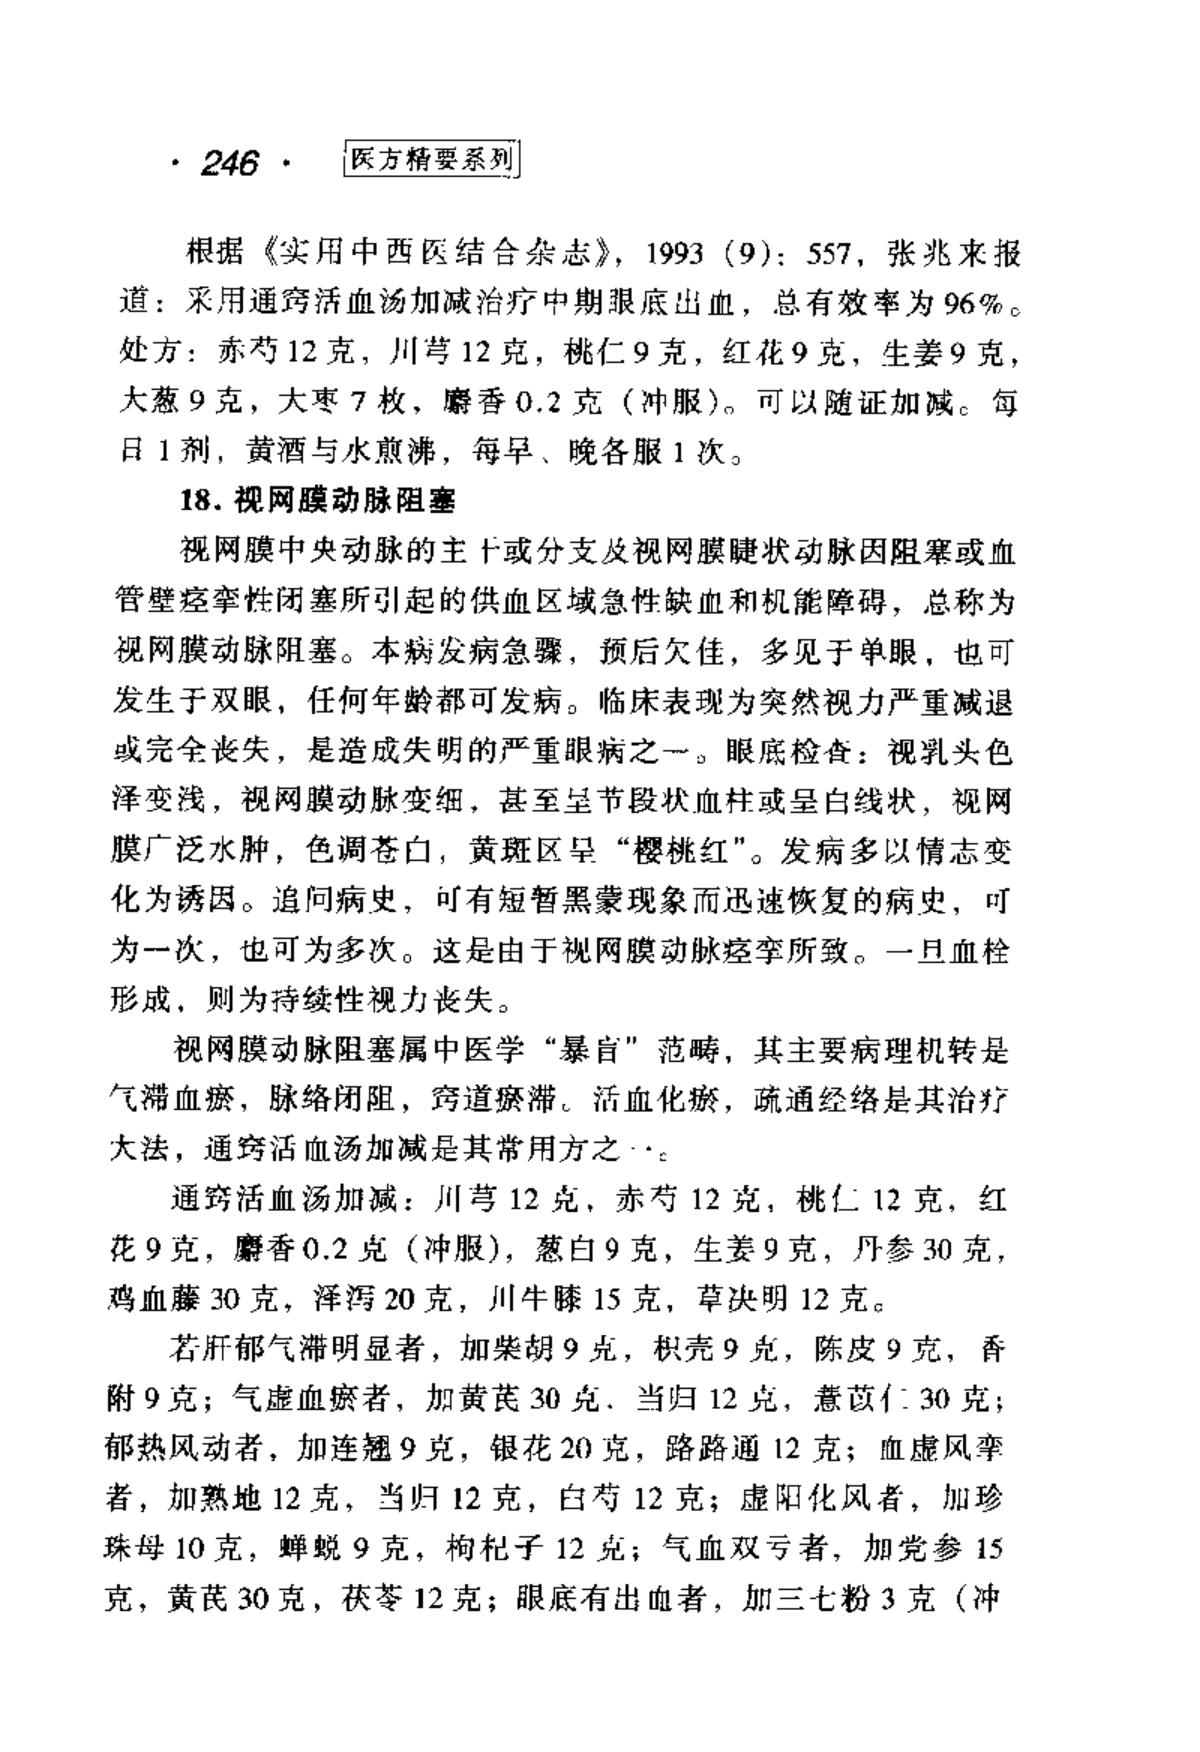 · 246 · 医方精要系列
根据《实用中西医结合杂志》，1993（9）：557，张兆来报
道：采用通窍活血汤加减治疗中期眼底出血，总有效率为96%。
处方：赤芍12克，川芎12克，桃仁9克，红花9克，生姜9克，
大葱9克，大枣7枚，麝香0.2克（冲服）。可以随证加减。每
日1剂，黄酒与水煎沸，每早、晚各服1次。
18. 视网膜动脉阻塞
视网膜中央动脉的主干或分支及视网膜睫状动脉因阻塞或血
管壁痉挛性闭塞所引起的供血区域急性缺血和机能障碍，总称为
视网膜动脉阻塞。本病发病急骤，预后欠佳，多见于单眼，也可
发生于双眼，任何年龄都可发病。临床表现为突然视力严重减退
或完全丧失，是造成失明的严重眼病之一。眼底检查：视乳头色
泽变浅，视网膜动脉变细，甚至呈节段状血柱或呈白线状，视网
膜广泛水肿，色调苍白，黄斑区呈“樱桃红”。发病多以情志变
化为诱因。追问病史，可有短暂黑蒙现象而迅速恢复的病史，可
为一次，也可为多次。这是由于视网膜动脉痉挛所致。一旦血栓
形成，则为持续性视力丧失。
视网膜动脉阻塞属中医学“暴盲”范畴，其主要病理机转是
气滞血瘀，脉络闭阻，窍道瘀滞。活血化瘀，疏通经络是其治疗
大法，通窍活血汤加减是其常用方之一。
通窍活血汤加减：川芎12克，赤芍12克，桃仁12克，红
花9克，麝香0.2克（冲服），葱白9克，生姜9克，丹参30克，
鸡血藤30克，泽泻20克，川牛膝15克，草决明12克。
若肝郁气滞明显者，加柴胡9克，枳壳9克，陈皮9克，香
附9克；气虚血瘀者，加黄芪30克，当归12克，薏苡仁30克；
郁热风动者，加连翘9克，银花20克，路路通12克；血虚风挛
者，加熟地12克，当归12克，白芍12克；虚阳化风者，加珍
珠母10克，蝉蜕9克，枸杞子12克；气血双亏者，加党参15
克，黄芪30克，茯苓12克；眼底有出血者，加三七粉3克（冲